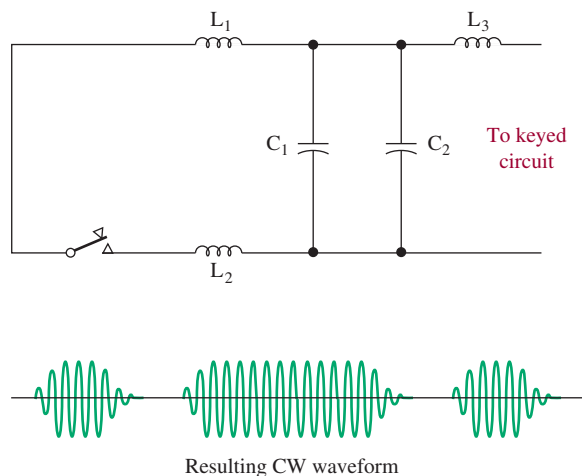 L₁
L₃
C₁
C₂
To keyed
circuit
L₂
Resulting CW waveform